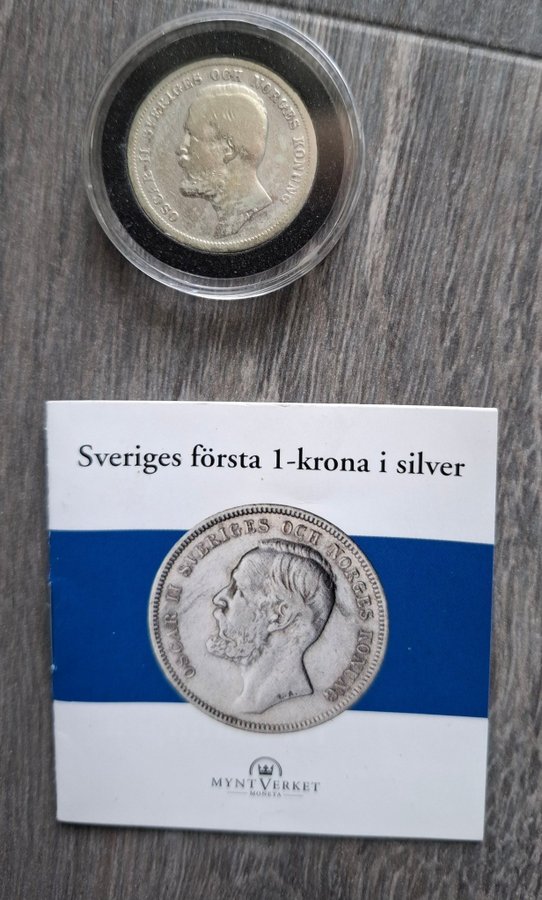 OSCAR II SVERIGES OCH NORGES KONUNG
Sveriges första 1-krona i silver
OSCAR II SVERIGES OCH NORGES KONUNG
L.A.
MYNTVERKET
MONETA